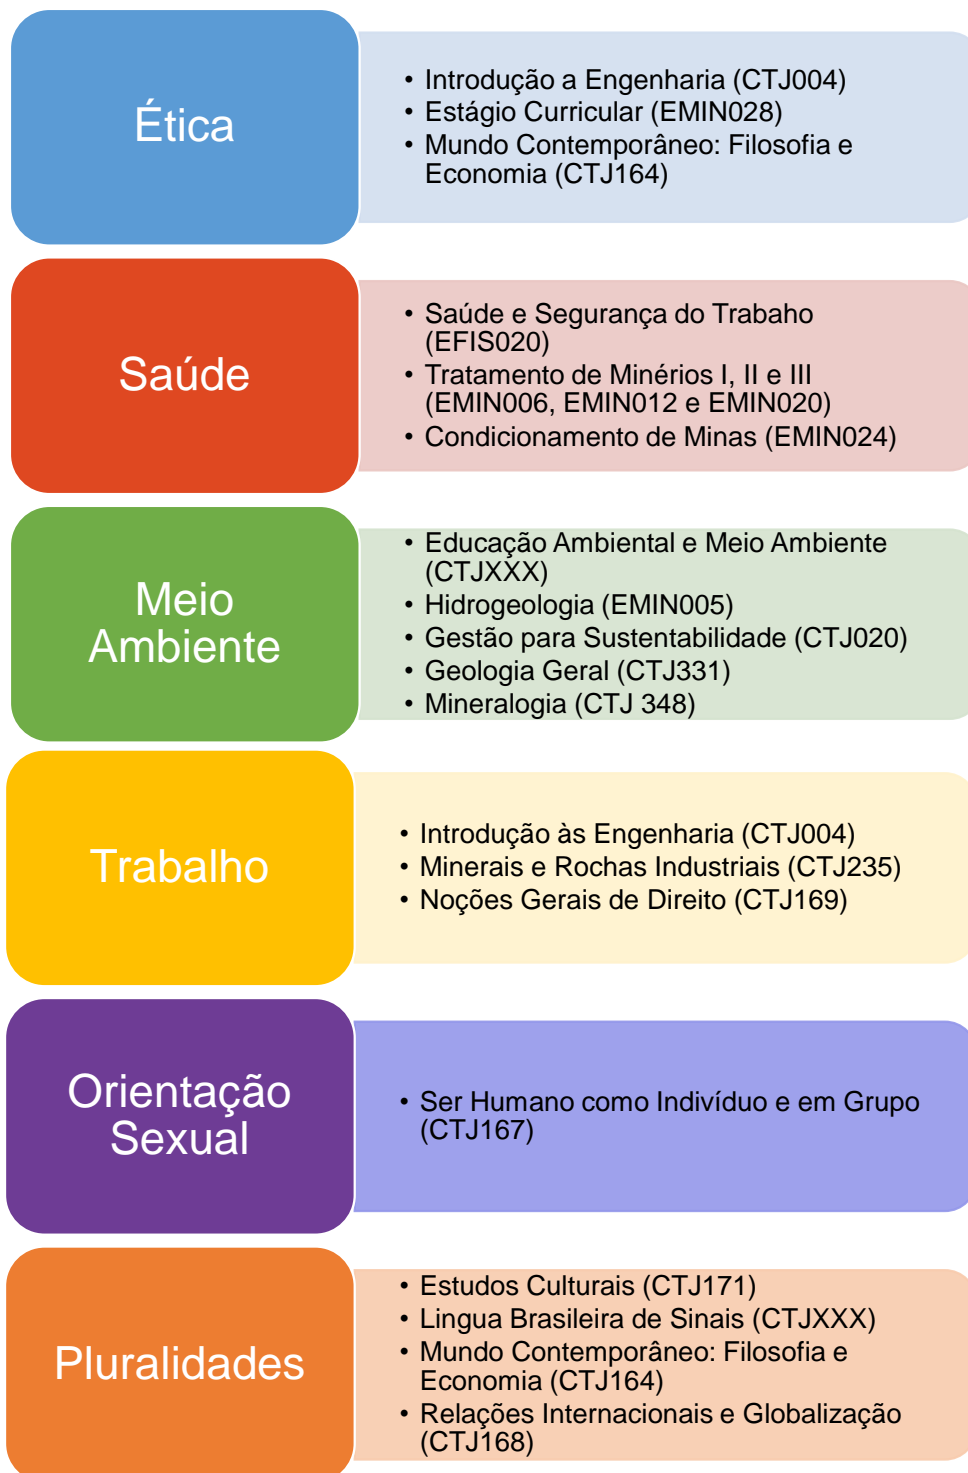 Ética
• Introdução a Engenharia (CTJ004)
• Estágio Curricular (EMIN028)
• Mundo Contemporâneo: Filosofia e
Economia (CTJ164)
Saúde
• Saúde e Segurança do Trabaho
(EFIS020)
• Tratamento de Minérios I, II e III
(EMIN006, EMIN012 e EMIN020)
• Condicionamento de Minas (EMIN024)
Meio
Ambiente
• Educação Ambiental e Meio Ambiente
(CTJXXX)
• Hidrogeologia (EMIN005)
• Gestão para Sustentabilidade (CTJ020)
• Geologia Geral (CTJ331)
• Mineralogia (CTJ 348)
Trabalho
• Introdução às Engenharia (CTJ004)
• Minerais e Rochas Industriais (CTJ235)
• Noções Gerais de Direito (CTJ169)
Orientação
Sexual
• Ser Humano como Indivíduo e em Grupo
(CTJ167)
Pluralidades
• Estudos Culturais (CTJ171)
• Lingua Brasileira de Sinais (CTJXXX)
• Mundo Contemporâneo: Filosofia e
Economia (CTJ164)
• Relações Internacionais e Globalização
(CTJ168)